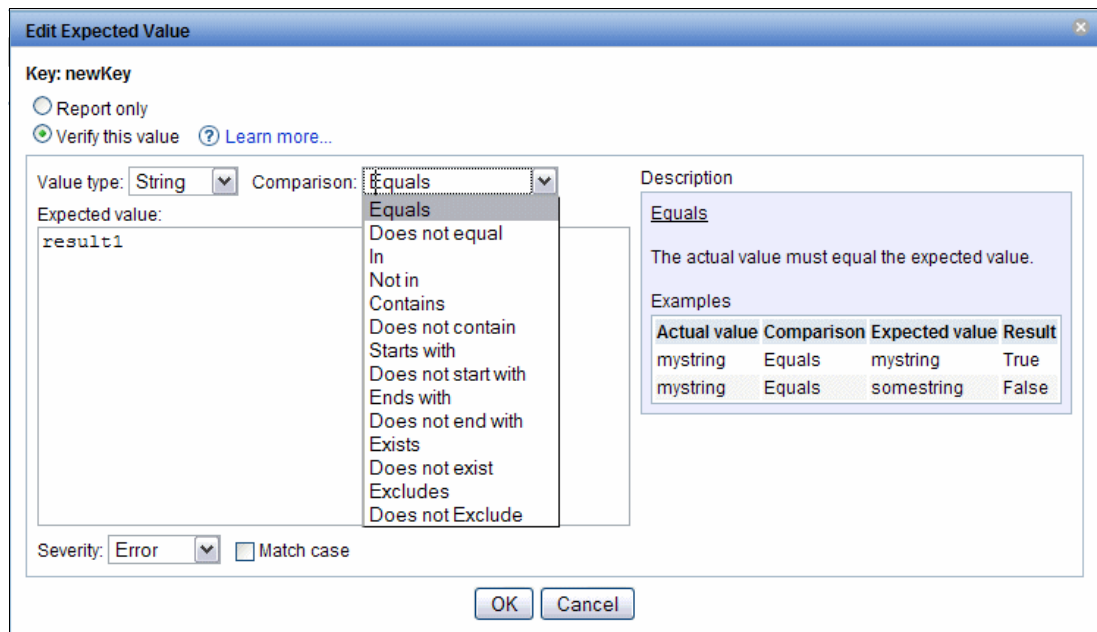 Edit Expected Value
Key: newKey
Report only
Verify this value ? Learn more...
Value type: String Comparison: Equals
Expected value:
result1
Equals
Does not equal
In
Not in
Contains
Does not contain
Starts with
Does not start with
Ends with
Does not end with
Exists
Does not exist
Excludes
Does not Exclude
Description
Equals
The actual value must equal the expected value.
Examples
Actual value Comparison Expected value Result
mystring Equals mystring True
mystring Equals somestring False
Severity: Error Match case
OK Cancel